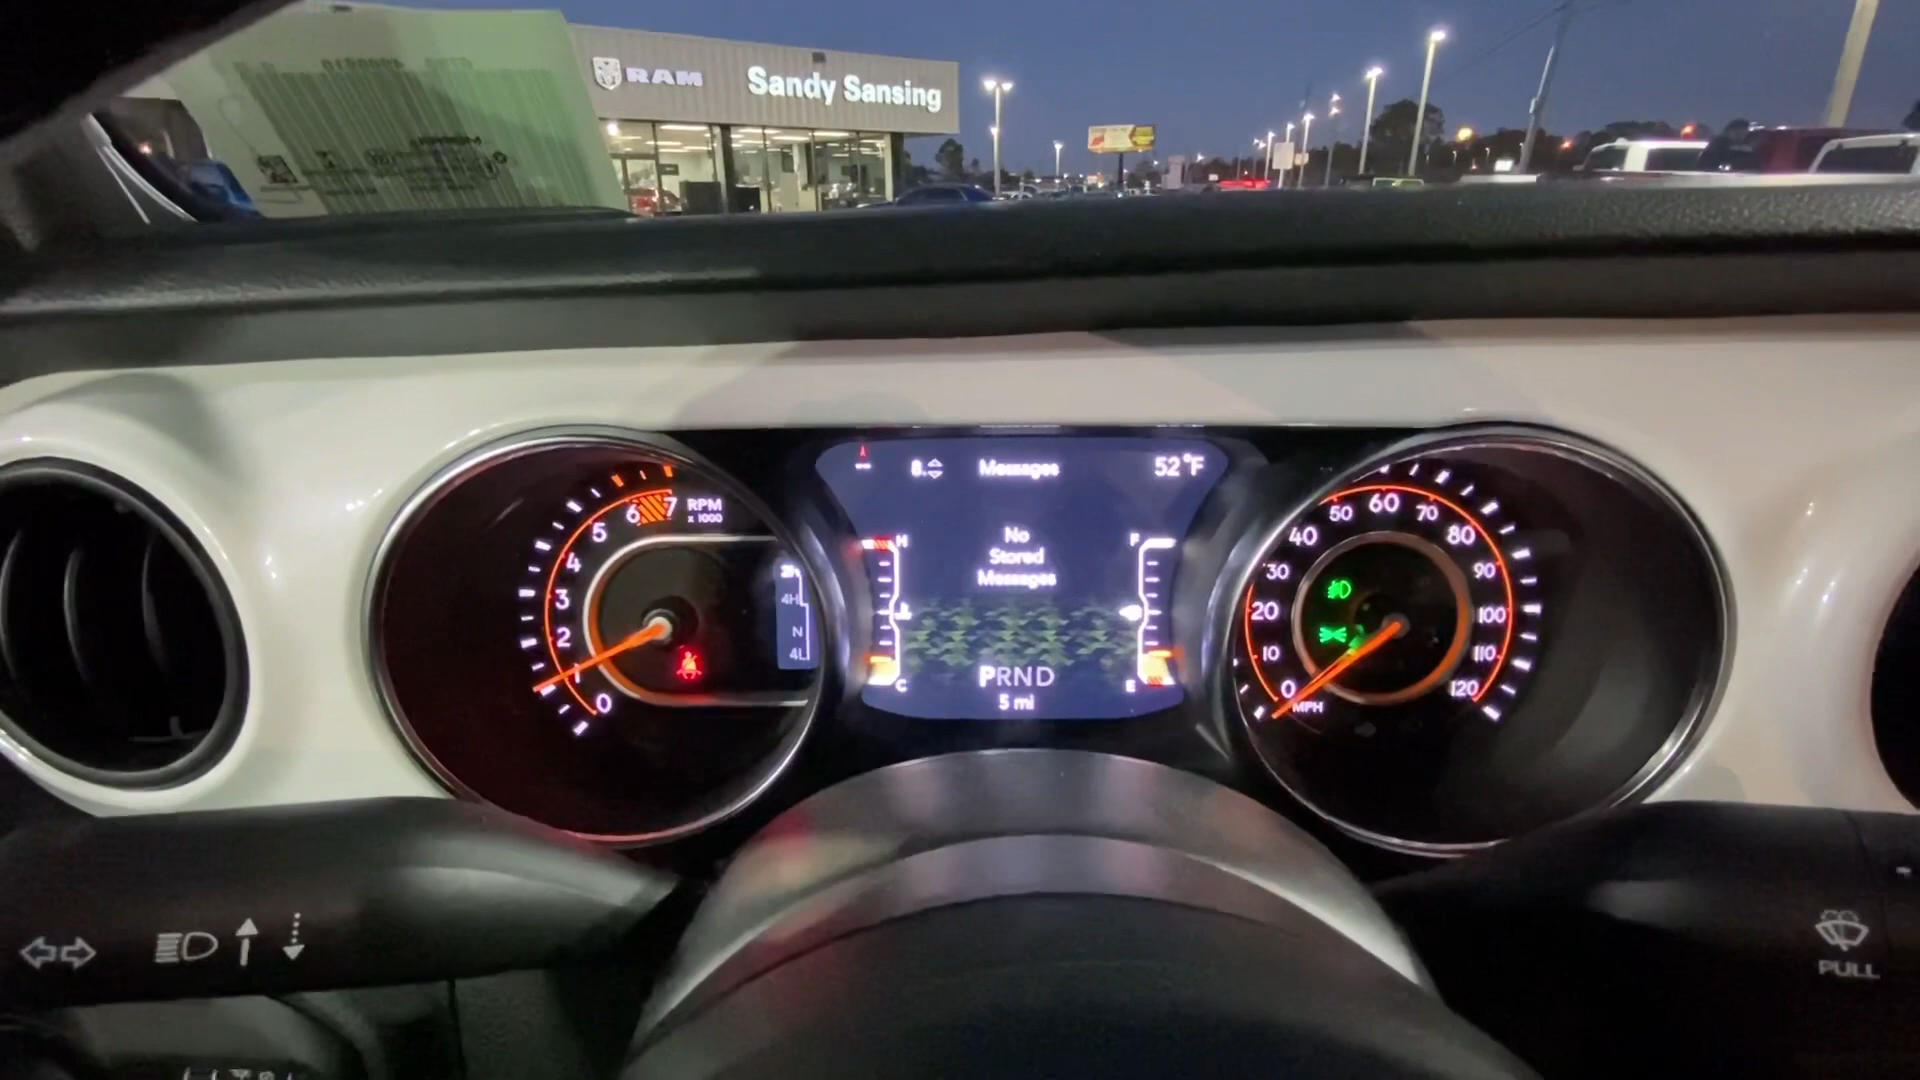 RAM
Sandy Sansing
8.
Messages
52°F
No
Stored
Messages
H
C
F
E
PRND
5 mi
RPM
x 1000
0
1
2
3
4
5
6
7
4H
N
4L
0
10
20
30
40
50
60
70
80
90
100
110
120
MPH
PULL